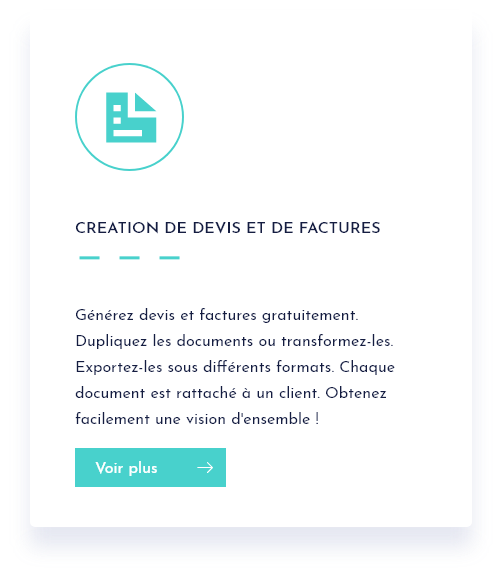 CREATION DE DEVIS ET DE FACTURES
Générez devis et factures gratuitement.
Dupliquez les documents ou transformez-les.
Exportez-les sous différents formats. Chaque
document est rattaché à un client. Obtenez
facilement une vision d'ensemble !
Voir plus